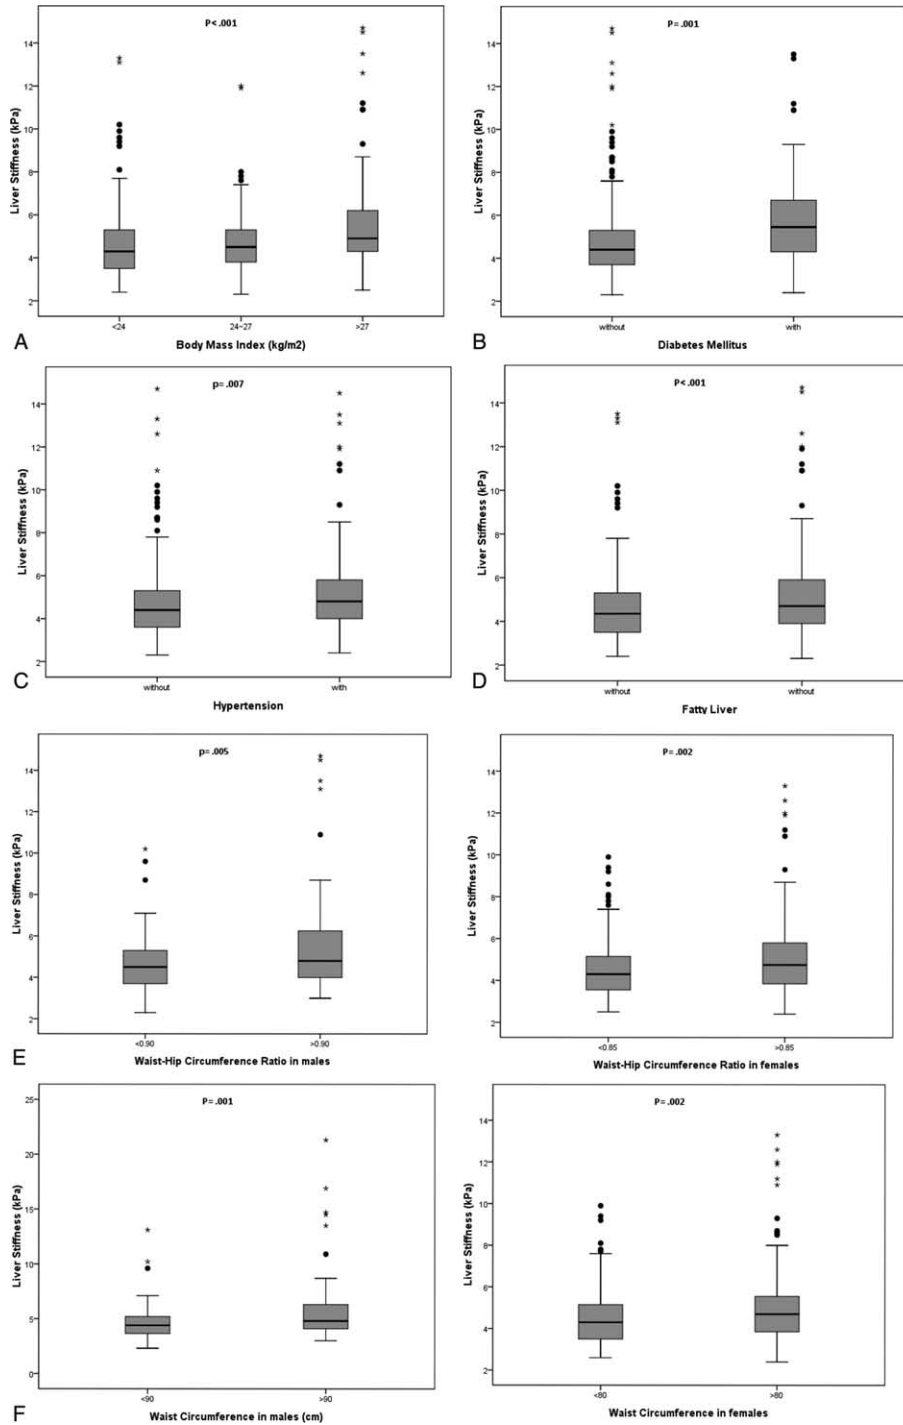 P< .001
14
12
10
8
6
4
2
Liver Stiffness (kPa)
<24
24~27
>27
A
Body Mass Index (kg/m2)
P= .001
14
12
10
8
6
4
2
Liver Stiffness (kPa)
without
with
B
Diabetes Mellitus
p= .007
14
12
10
8
6
4
2
Liver Stiffness (kPa)
without
with
C
Hypertension
P< .001
14
12
10
8
6
4
2
Liver Stiffness (kPa)
without
without
D
Fatty Liver
p= .005
14
12
10
8
6
4
2
Liver Stiffness (kPa)
<0.90
>0.90
E
Waist-Hip Circumference Ratio in males
P= .002
14
12
10
8
6
4
2
Liver Stiffness (kPa)
<0.85
>0.85
Waist-Hip Circumference Ratio in females
P= .001
25
20
15
10
5
0
Liver Stiffness (kPa)
<90
>90
F
Waist Circumference in males (cm)
P= .002
14
12
10
8
6
4
2
Liver Stiffness (kPa)
<80
>80
Waist Circumference in females